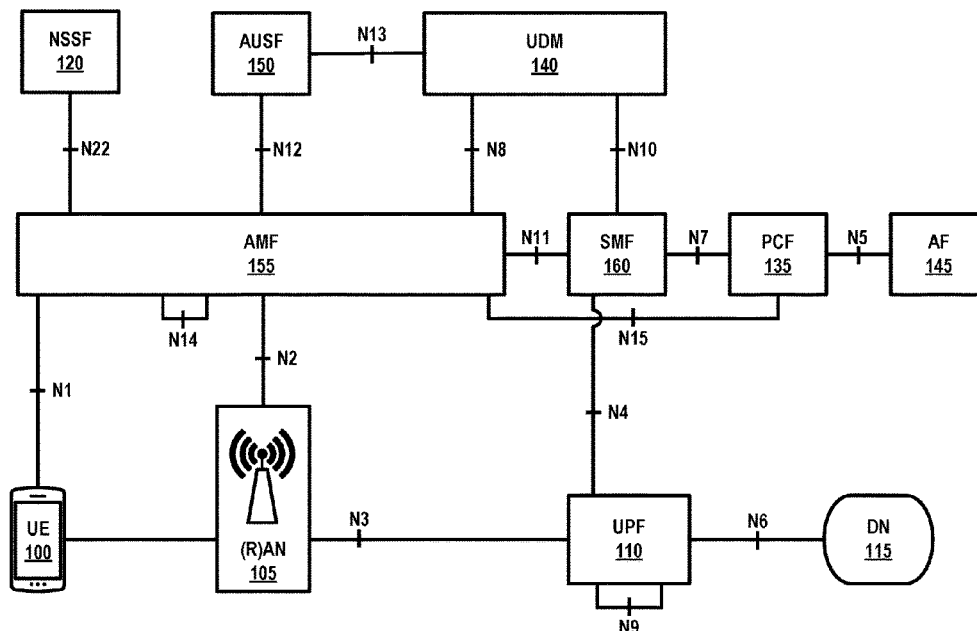 NSSF
120
AUSF
150
N13
UDM
140
N22
N12
N8
N10
AMF
155
N11
SMF
160
N7
PCF
135
N5
AF
145
N14
N15
N2
N1
N4
UE
100
(R)AN
105
N3
UPF
110
N6
DN
115
N9